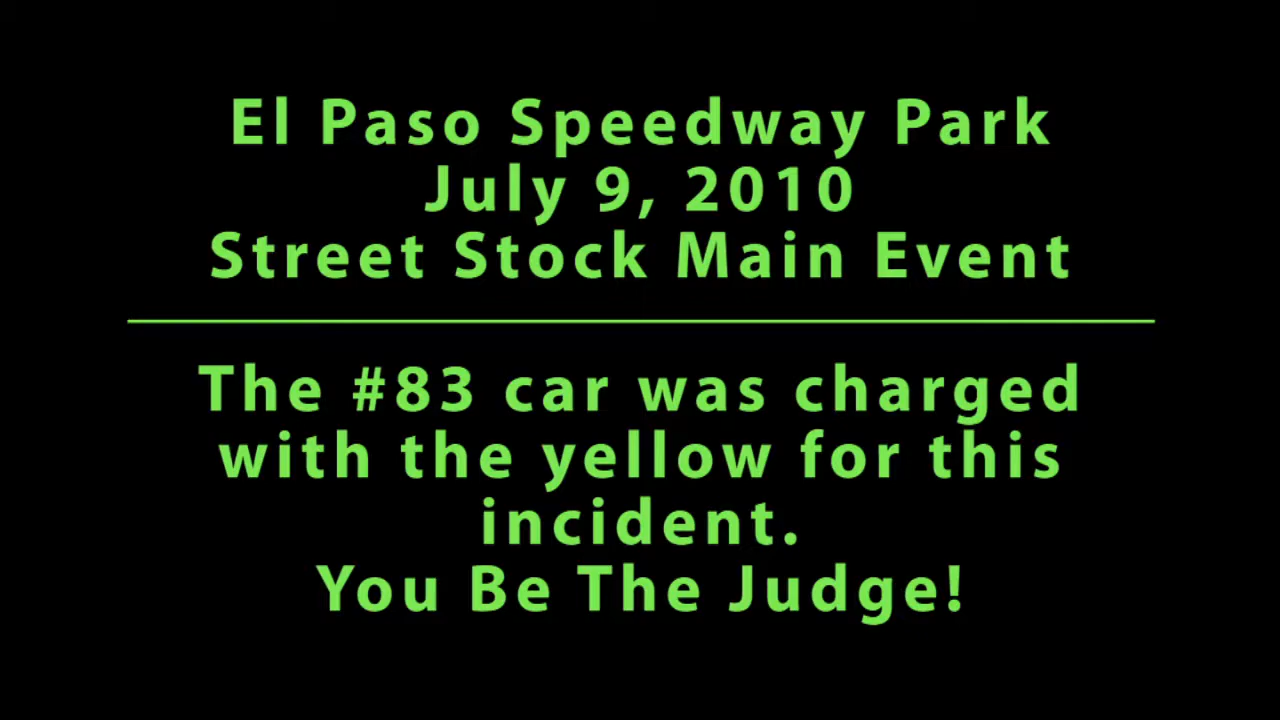 El Paso Speedway Park
July 9, 2010
Street Stock Main Event
The #83 car was charged
with the yellow for this
incident.
You Be The Judge!